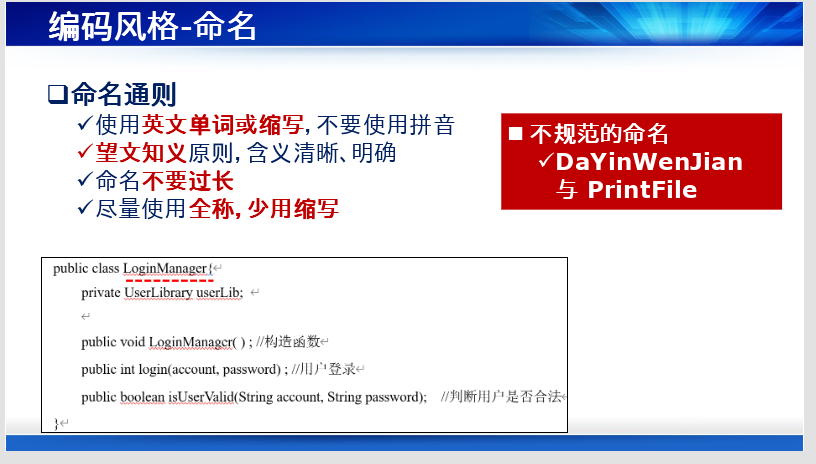 编码风格-命名
❑命名通则
✓使用英文单词或缩写, 不要使用拼音
✓望文知义原则, 含义清晰、明确
✓命名不要过长
✓尽量使用全称, 少用缩写
■ 不规范的命名
✓DaYinWenJian
与 PrintFile
public class LoginManager{↵
private UserLibrary userLib; ↵
↵
public void LoginManager( ) ; //构造函数↵
public int login(account, password) ; //用户登录↵
public boolean isUserValid(String account, String password); //判断用户是否合法↵
}↵